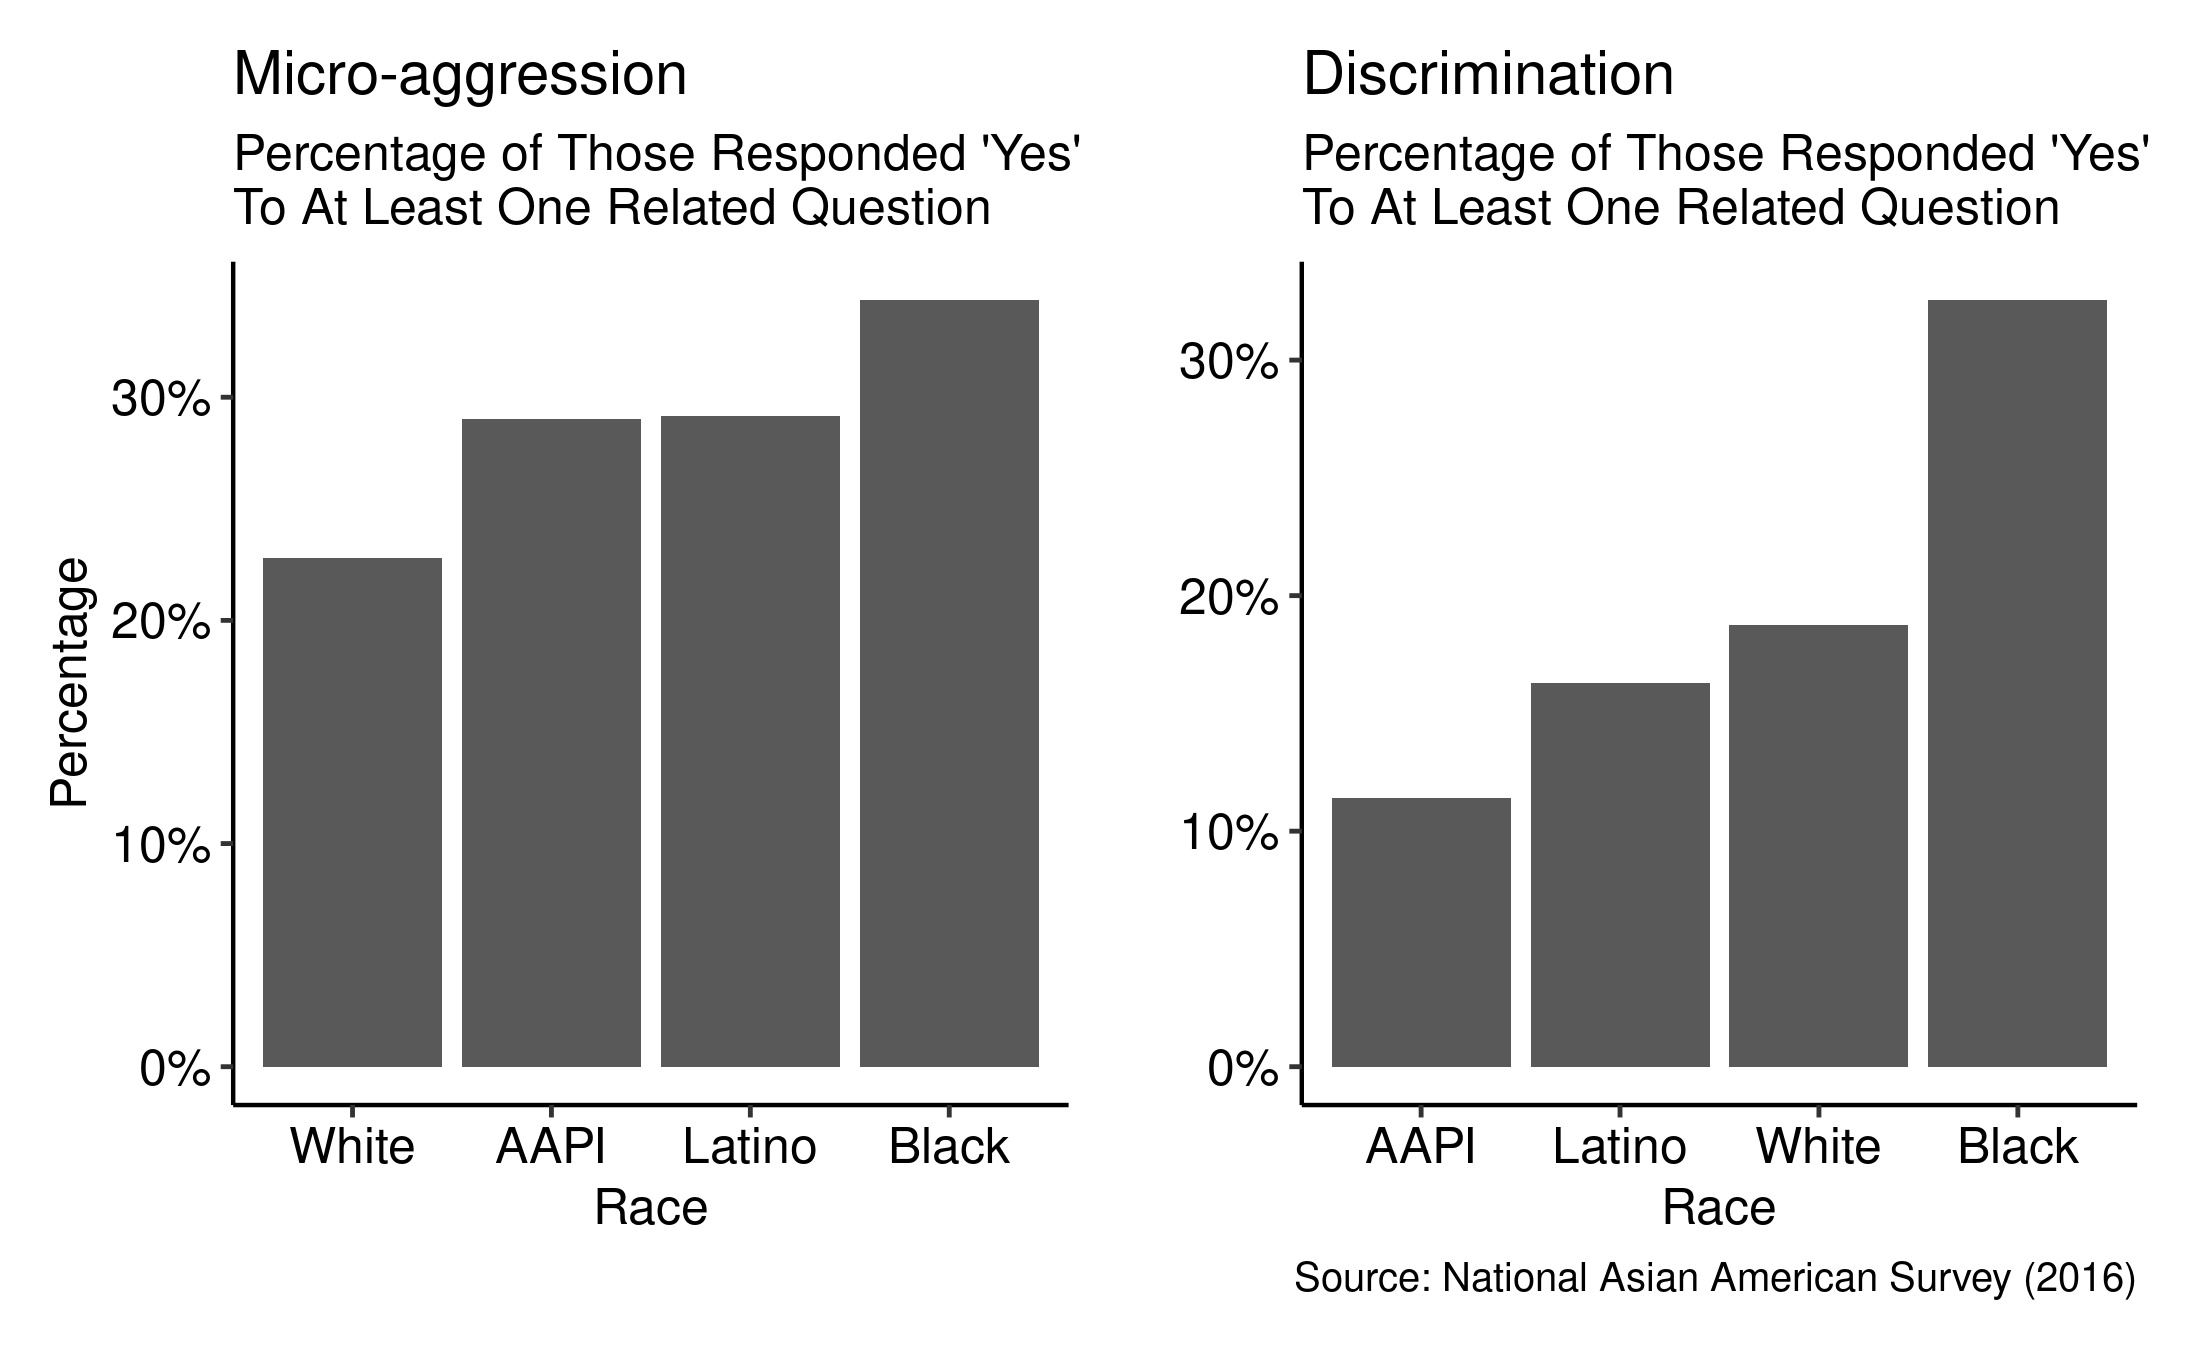 Micro-aggression
Percentage of Those Responded 'Yes'
To At Least One Related Question
Percentage
30%
20%
10%
0%
White
AAPI
Latino
Black
Race
Discrimination
Percentage of Those Responded 'Yes'
To At Least One Related Question
30%
20%
10%
0%
AAPI
Latino
White
Black
Race
Source: National Asian American Survey (2016)